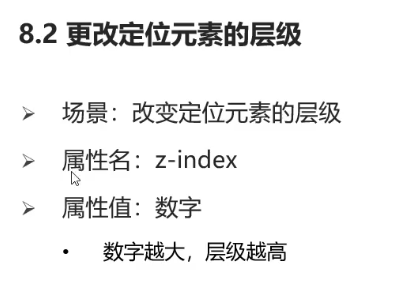 8.2 更改定位元素的层级
➢ 场景：改变定位元素的层级
➢ 属性名：z-index
➢ 属性值：数字
• 数字越大，层级越高